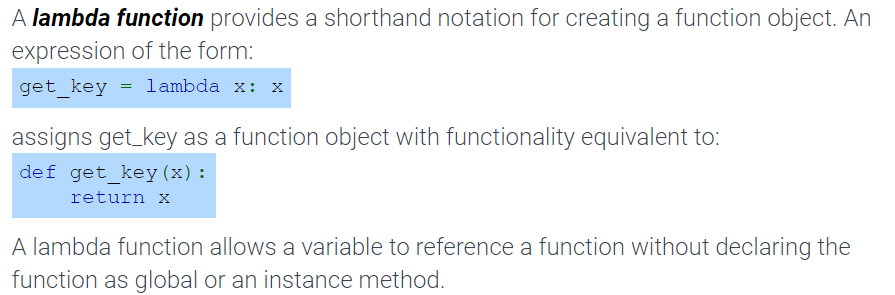 A lambda function provides a shorthand notation for creating a function object. An
expression of the form:
get_key = lambda x: x
assigns get_key as a function object with functionality equivalent to:
def get_key(x):
    return x
A lambda function allows a variable to reference a function without declaring the
function as global or an instance method.